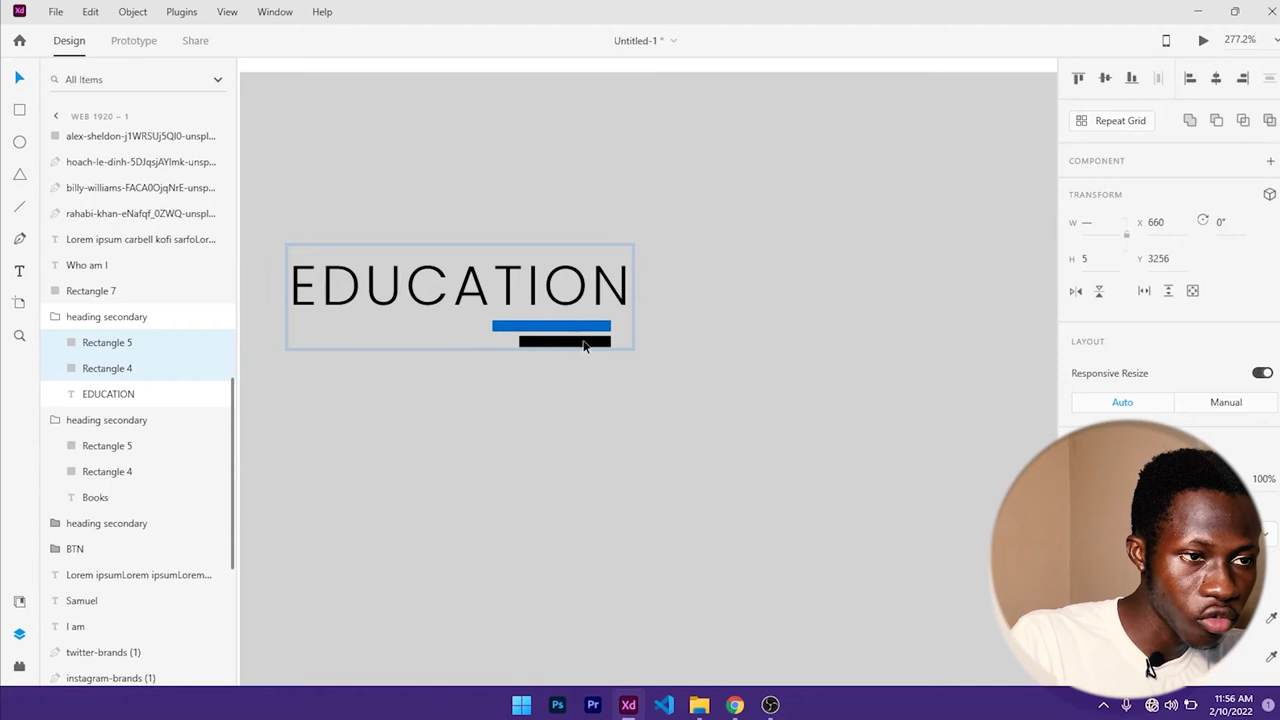 Xd File Edit Object Plugins View Window Help
Design Prototype Share Untitled-1 * 277.2%
All Items
WEB 1920 – 1
alex-sheldon-j1WRSUj5QI0-unspl...
hoach-le-dinh-5DJqsjAYlmk-unsp...
billy-williams-FACA0OjqNrE-unsp...
rahabi-khan-eNafqf_0ZWQ-unspl...
Lorem ipsum carbell kofi sarfoLor...
Who am I
Rectangle 7
heading secondary
Rectangle 5
Rectangle 4
EDUCATION
heading secondary
Rectangle 5
Rectangle 4
Books
heading secondary
BTN
Lorem ipsumLorem ipsumLorem...
Samuel
I am
twitter-brands (1)
instagram-brands (1)
EDUCATION
Repeat Grid
COMPONENT
TRANSFORM
W — X 660 0°
H 5 Y 3256
LAYOUT
Responsive Resize
Auto Manual
100%
Ps Pr Xd
11:56 AM
2/10/2022